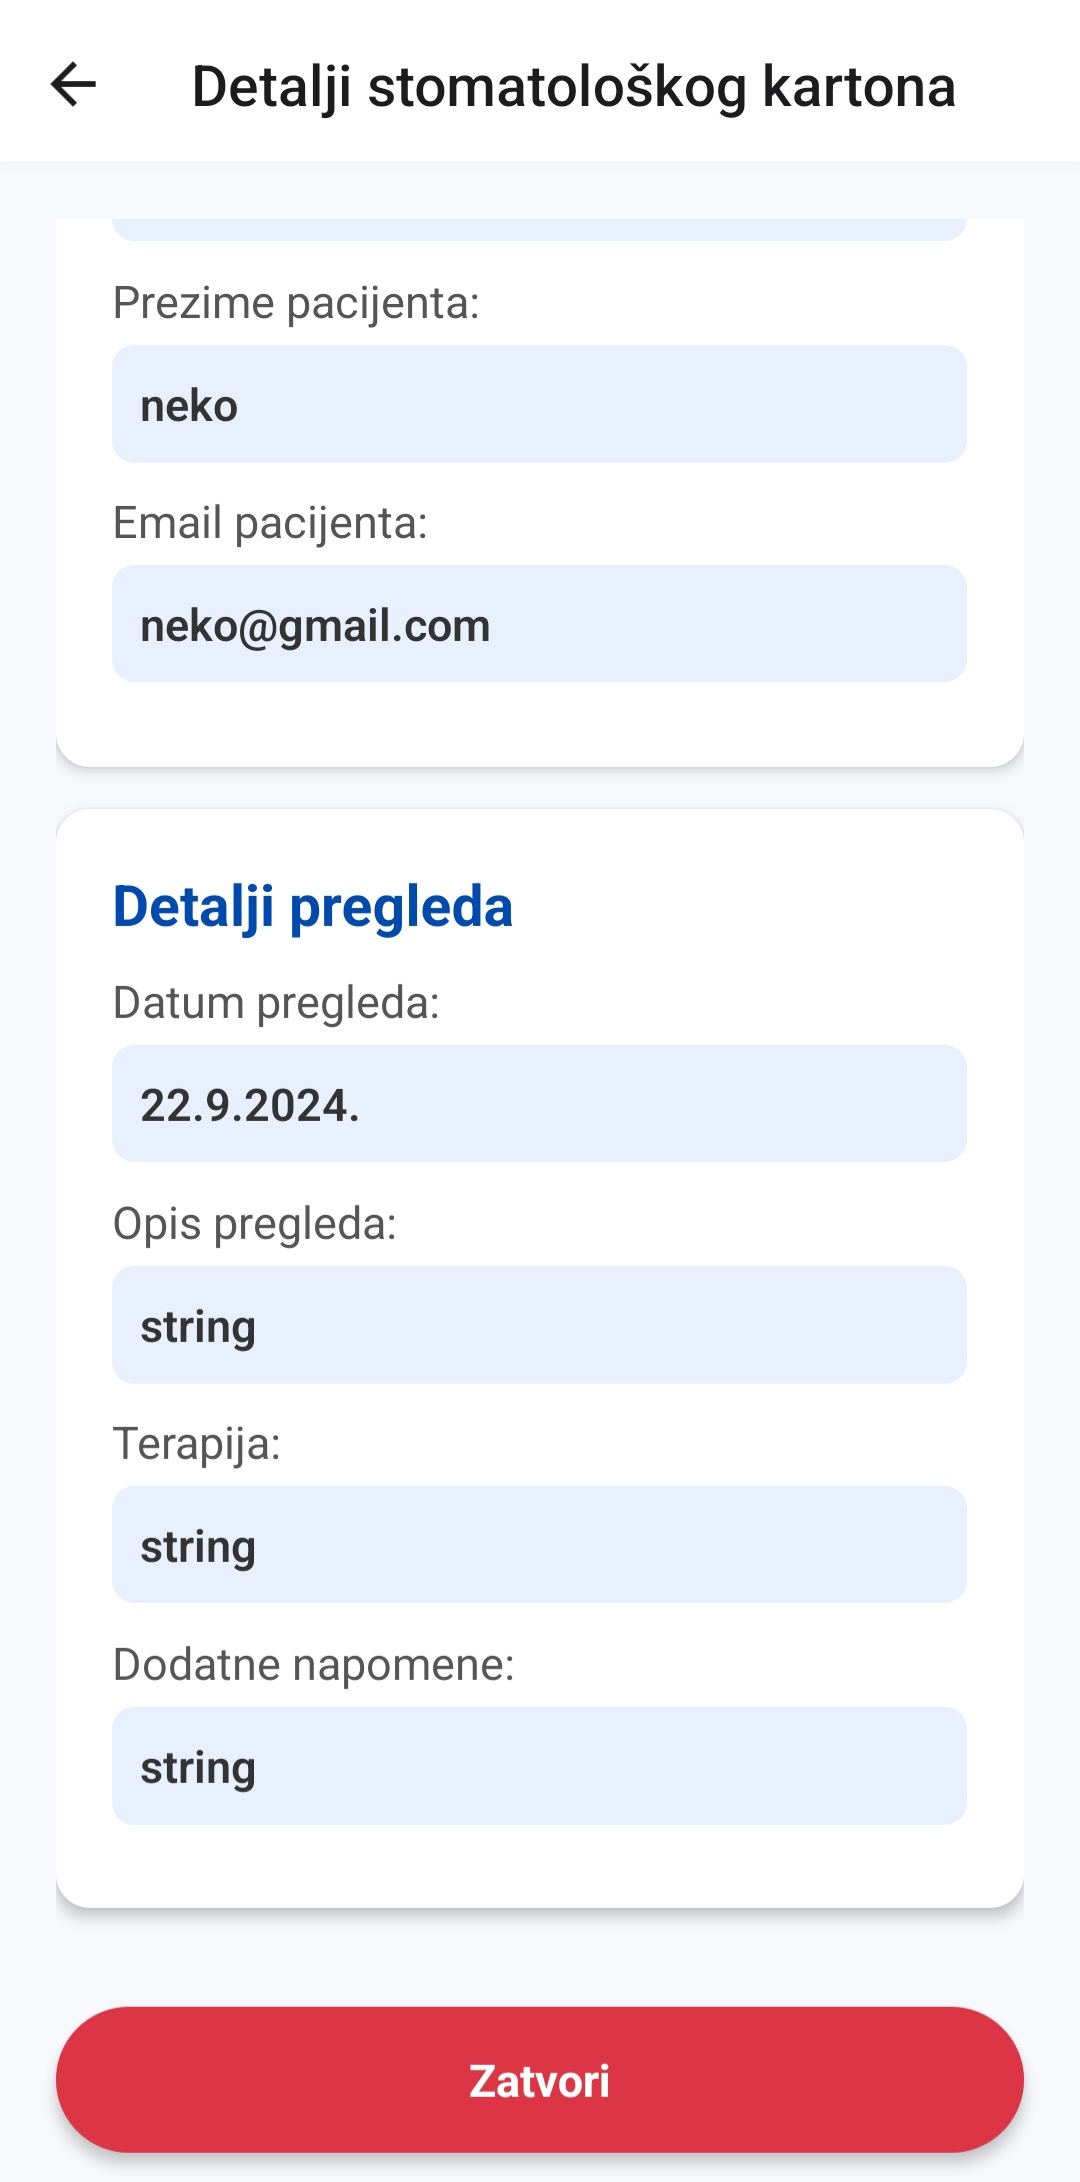 Detalji stomatološkog kartona
Prezime pacijenta:
neko
Email pacijenta:
neko@gmail.com
Detalji pregleda
Datum pregleda:
22.9.2024.
Opis pregleda:
string
Terapija:
string
Dodatne napomene:
string
Zatvori